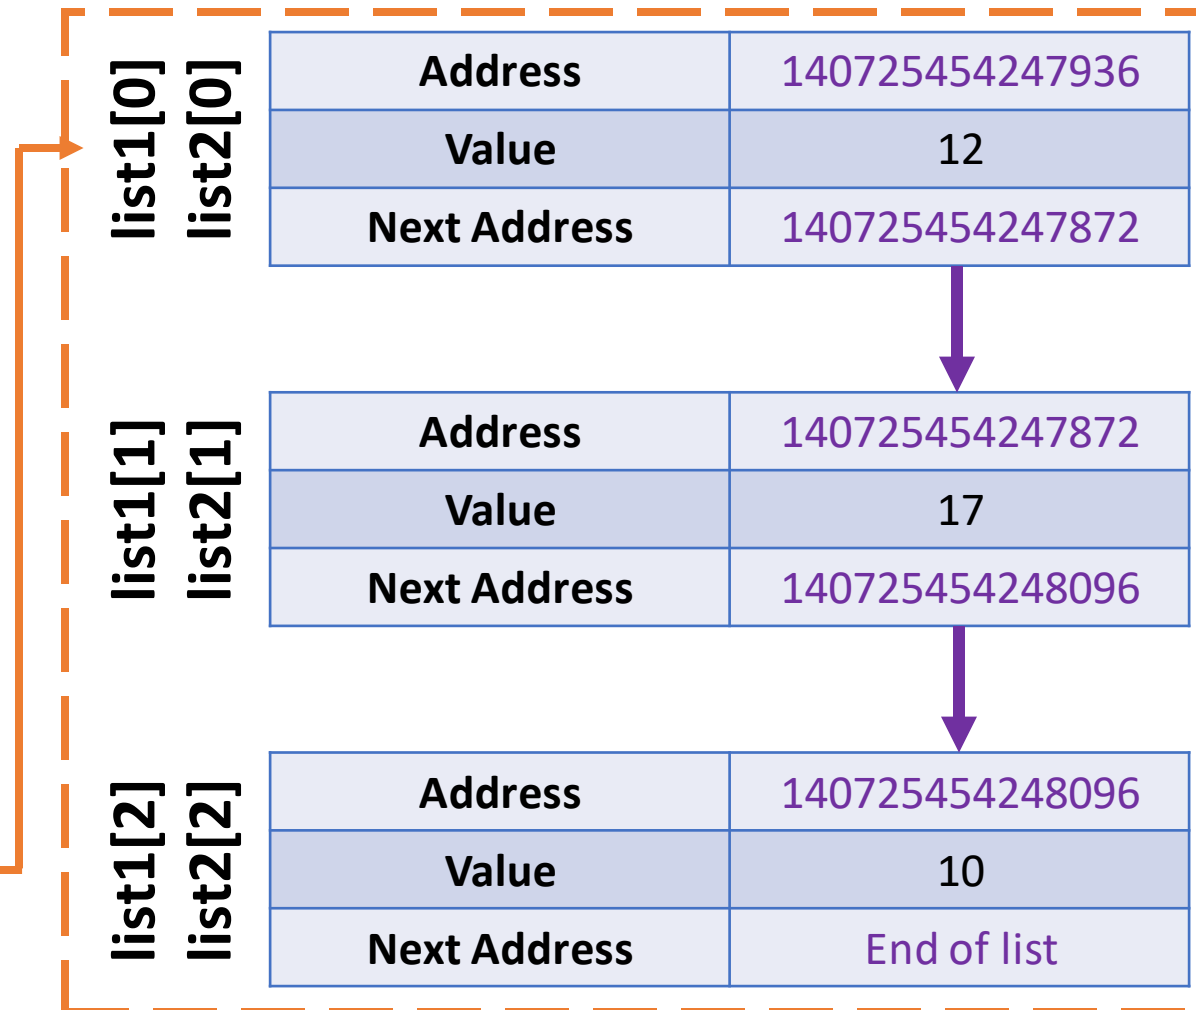 list1[0]
list2[0]
Address 140725454247936
Value 12
Next Address 140725454247872
list1[1]
list2[1]
Address 140725454247872
Value 17
Next Address 140725454248096
list1[2]
list2[2]
Address 140725454248096
Value 10
Next Address End of list